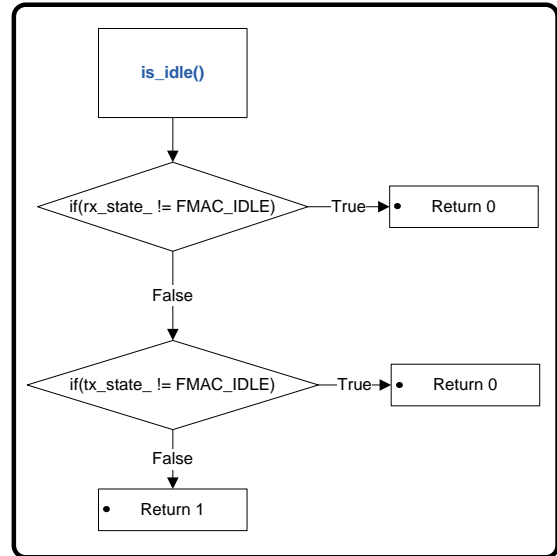 is_idle()
if(rx_state_ != FMAC_IDLE)
True
• Return 0
False
if(tx_state_ != FMAC_IDLE)
True
• Return 0
False
• Return 1